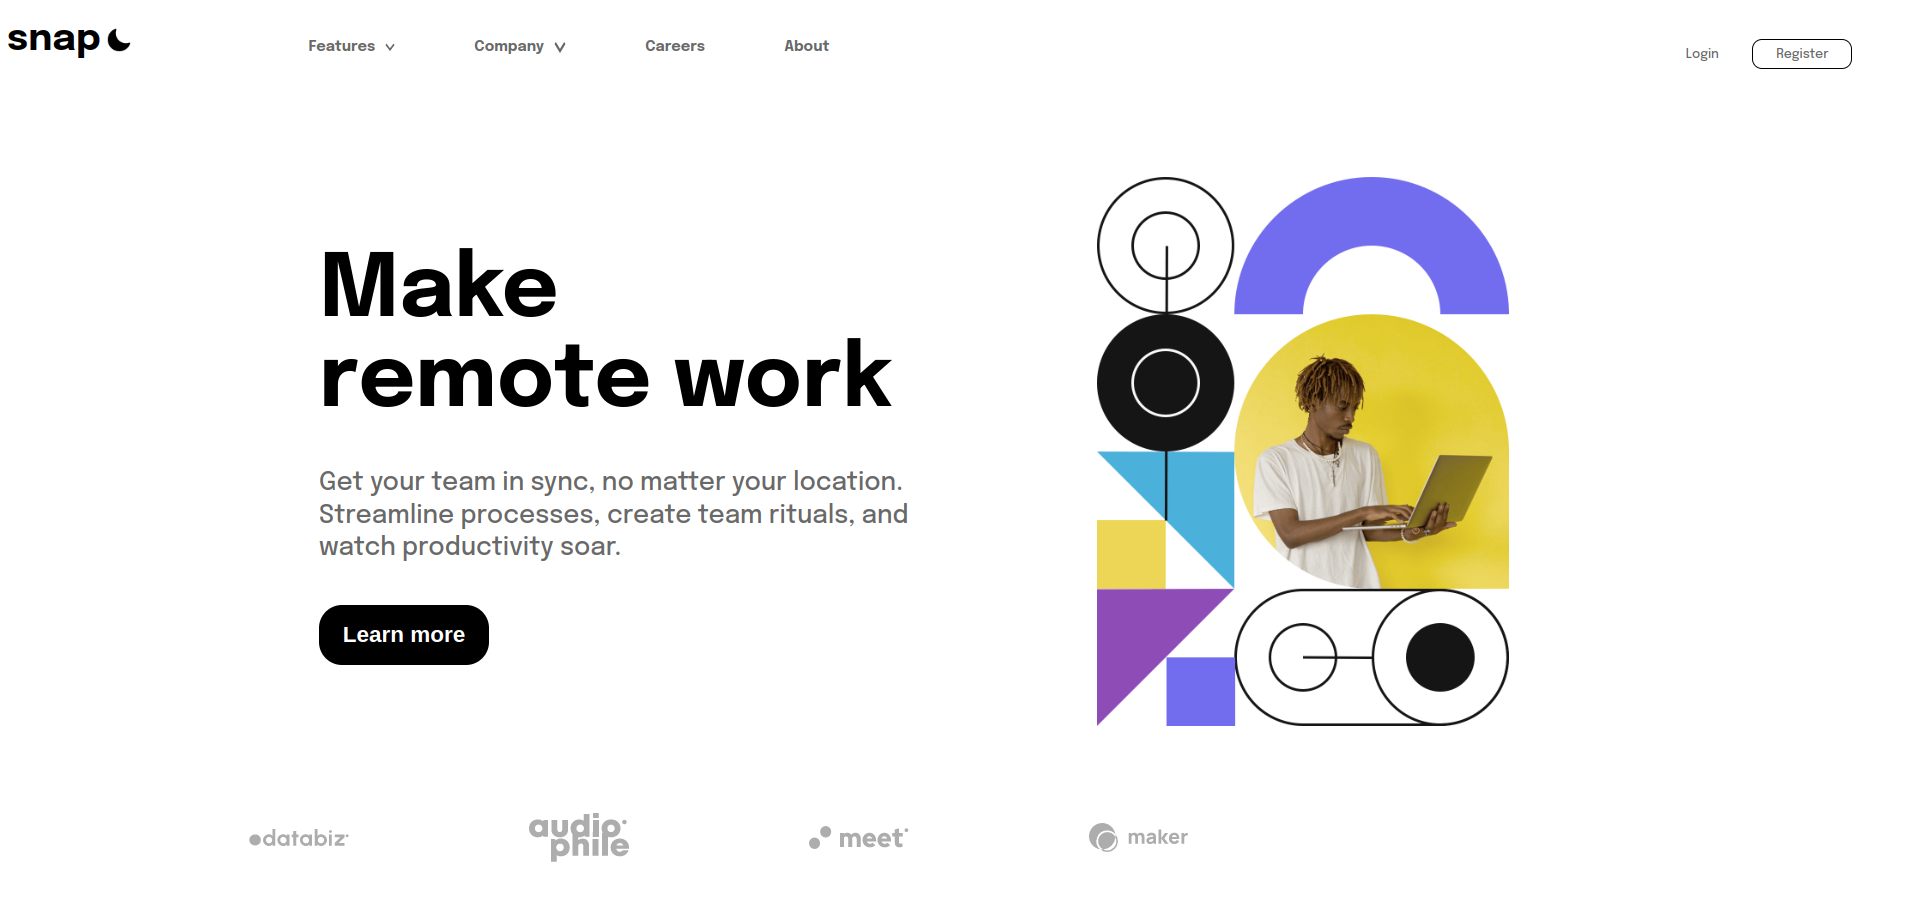 snap
Features
Company
Careers
About
Login
Register
Make
remote work
Get your team in sync, no matter your location.
Streamline processes, create team rituals, and
watch productivity soar.
Learn more
databiz
audio
phile
meet
maker